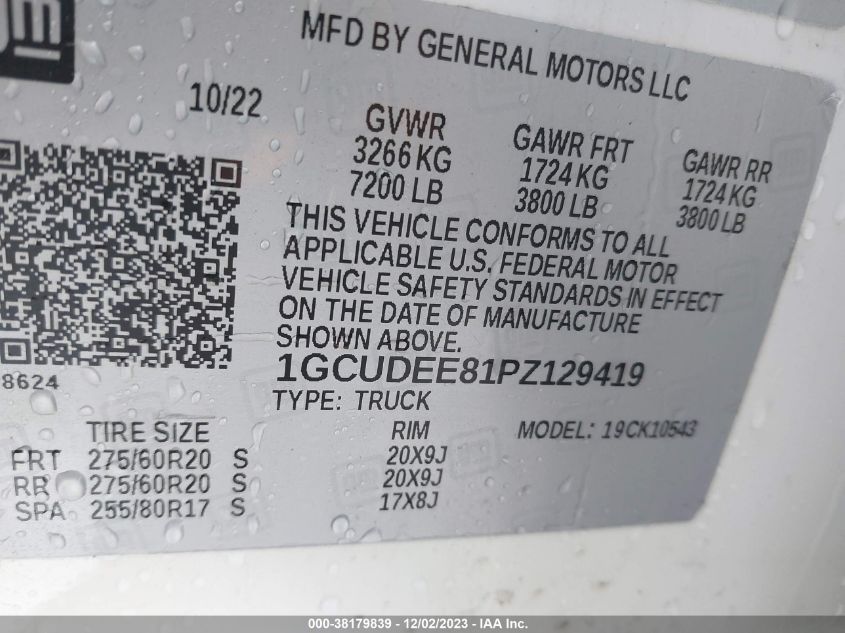 GM
MFD BY GENERAL MOTORS LLC
10/22
GVWR GAWR FRT GAWR RR
3266 KG 1724 KG 1724 KG
7200 LB 3800 LB 3800 LB
THIS VEHICLE CONFORMS TO ALL
APPLICABLE U.S. FEDERAL MOTOR
VEHICLE SAFETY STANDARDS IN EFFECT
ON THE DATE OF MANUFACTURE
SHOWN ABOVE.
8624
1GCUDEE81PZ129419
TYPE: TRUCK
TIRE SIZE RIM MODEL: 19CK10543
FRT 275/60R20 S 20X9J
RR 275/60R20 S 20X9J
SPA 255/80R17 S 17X8J
000-38179839 - 12/02/2023 - IAA Inc.